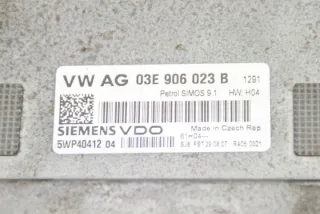 VW AG 03E 906 023 B 1291
Petrol SIMOS 9.1 HW: H04
SIEMENS VDO Made in Czech Rep.
5WP40412 04